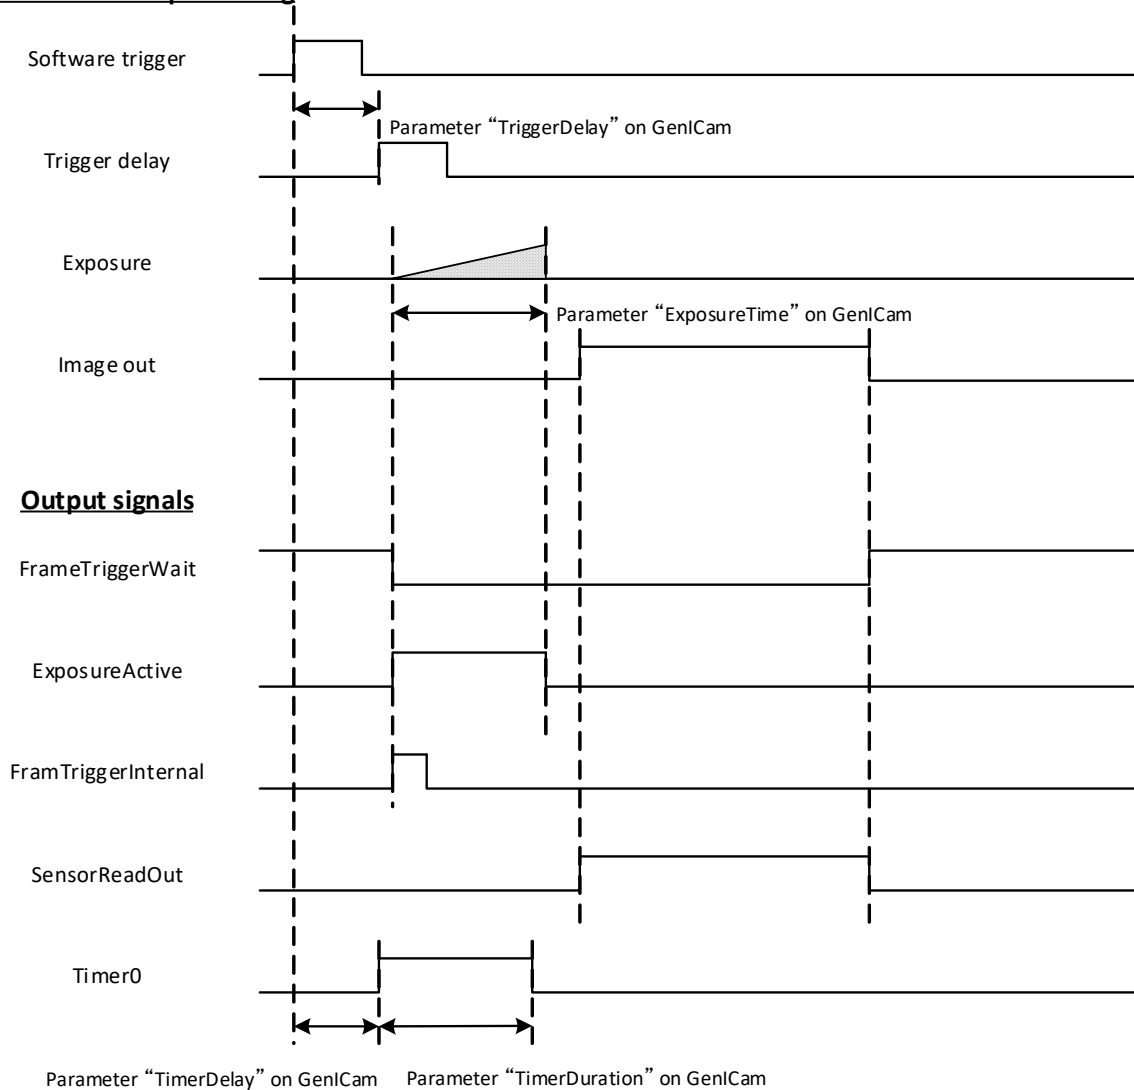 Software trigger
Parameter “TriggerDelay” on GenICam
Trigger delay
Exposure
Parameter “ExposureTime” on GenICam
Image out
Output signals
FrameTriggerWait
ExposureActive
FramTriggerInternal
SensorReadOut
Timer0
Parameter “TimerDelay” on GenICam
Parameter “TimerDuration” on GenICam